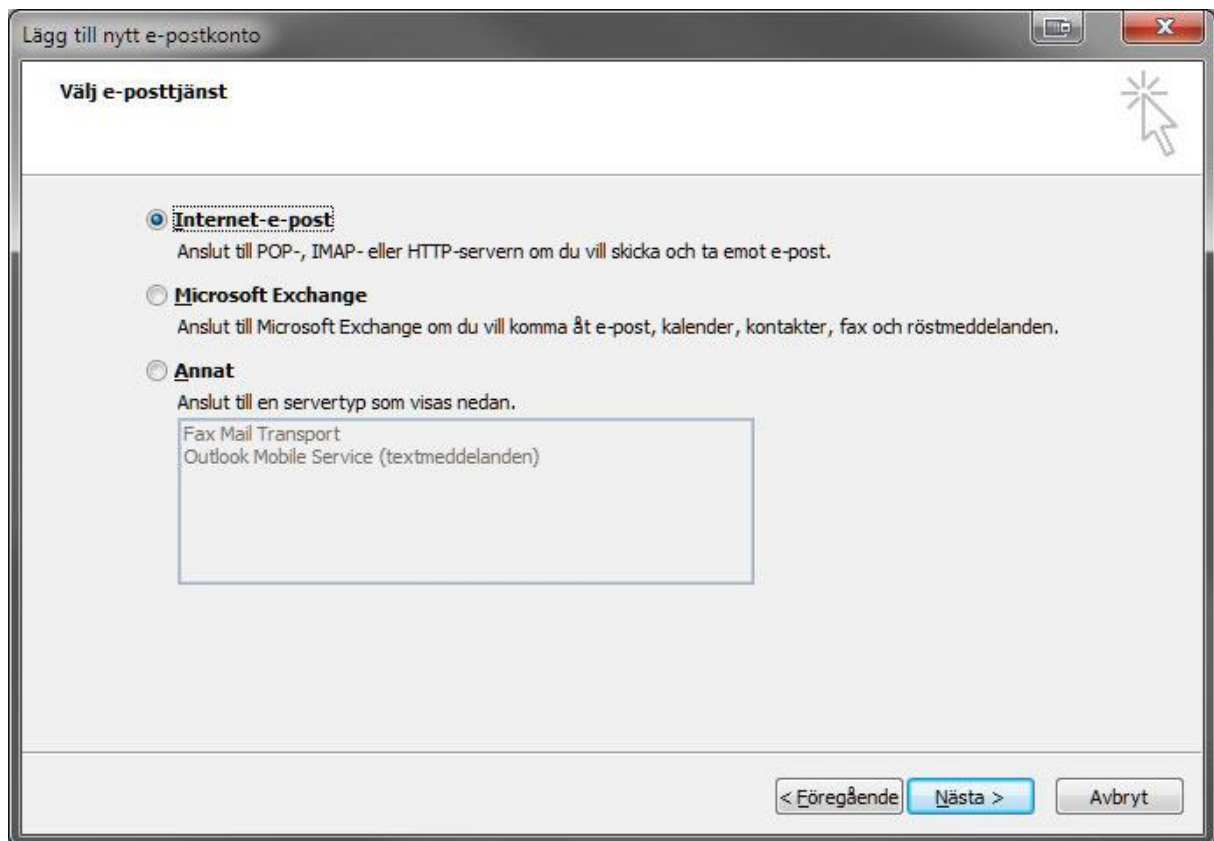 Lägg till nytt e-postkonto
Välj e-posttjänst
Internet-e-post
Anslut till POP-, IMAP- eller HTTP-servern om du vill skicka och ta emot e-post.
Microsoft Exchange
Anslut till Microsoft Exchange om du vill komma åt e-post, kalender, kontakter, fax och röstmeddelanden.
Annat
Anslut till en servertyp som visas nedan.
Fax Mail Transport
Outlook Mobile Service (textmeddelanden)
< Föregående Nästa > Avbryt